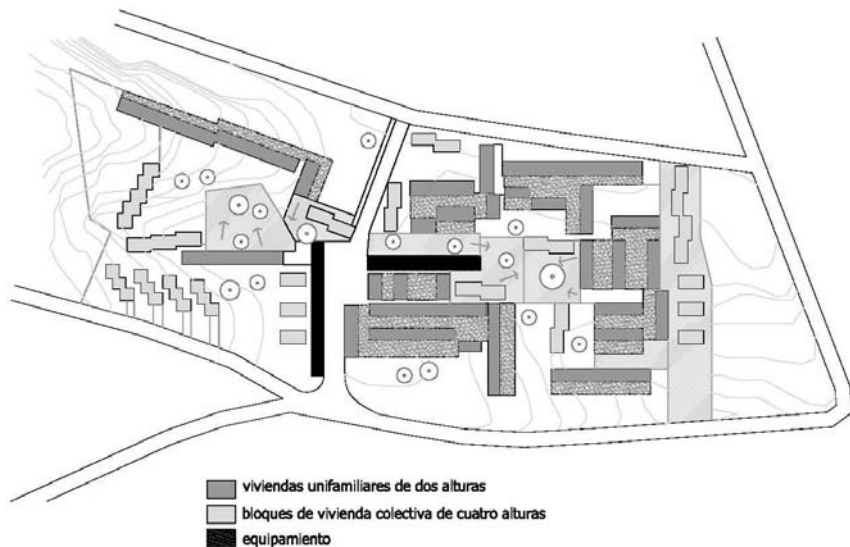 viviendas unifamiliares de dos alturas
bloques de vivienda colectiva de cuatro alturas
equipamiento